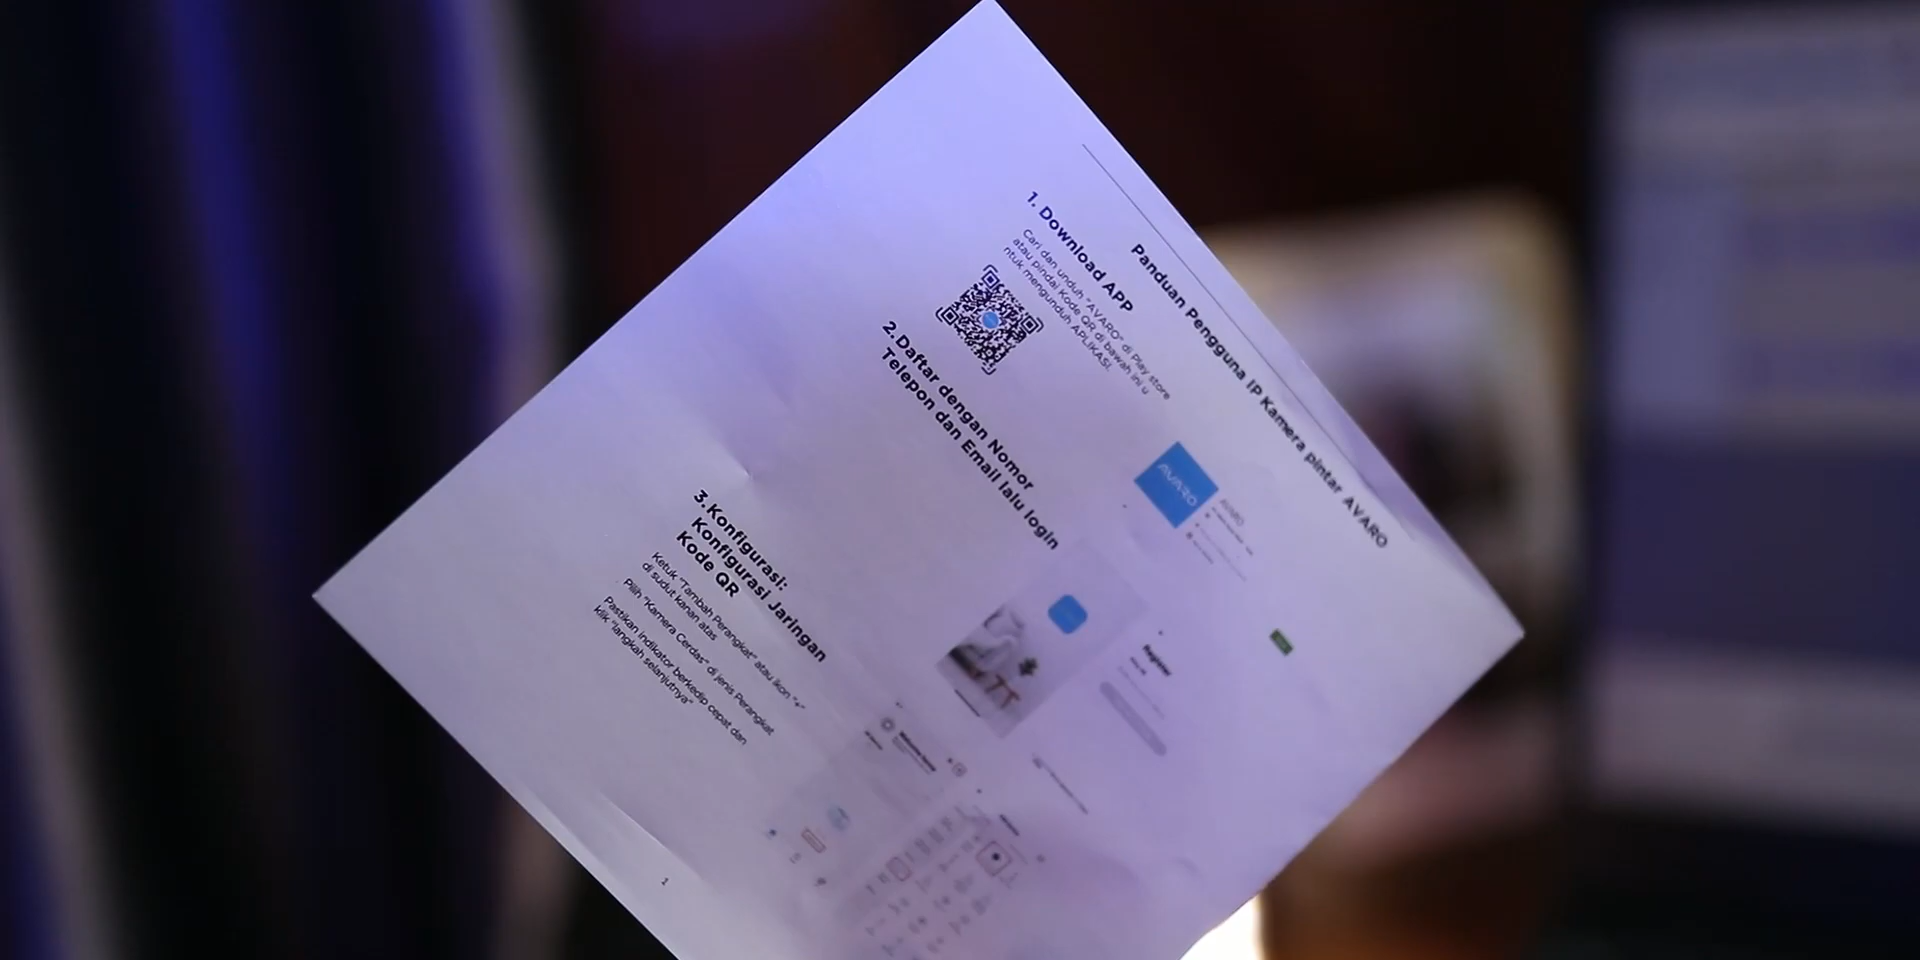 Panduan Pengguna IP Kamera pintar AVARO
1. Download APP
Cari dan unduh "AVARO" di Play store
atau pindai Kode QR di bawah ini u
ntuk mengunduh APLIKASI.
AVARO
AVARO
2. Daftar dengan Nomor
Telepon dan Email lalu login
Register
3. Konfigurasi:
Konfigurasi Jaringan
Kode QR
Ketuk "Tambah Perangkat" atau ikon "+"
di sudut kanan atas
Pilih "Kamera Cerdas" di jenis Perangkat
Pastikan indikator berkedip cepat dan
klik "langkah selanjutnya"
1